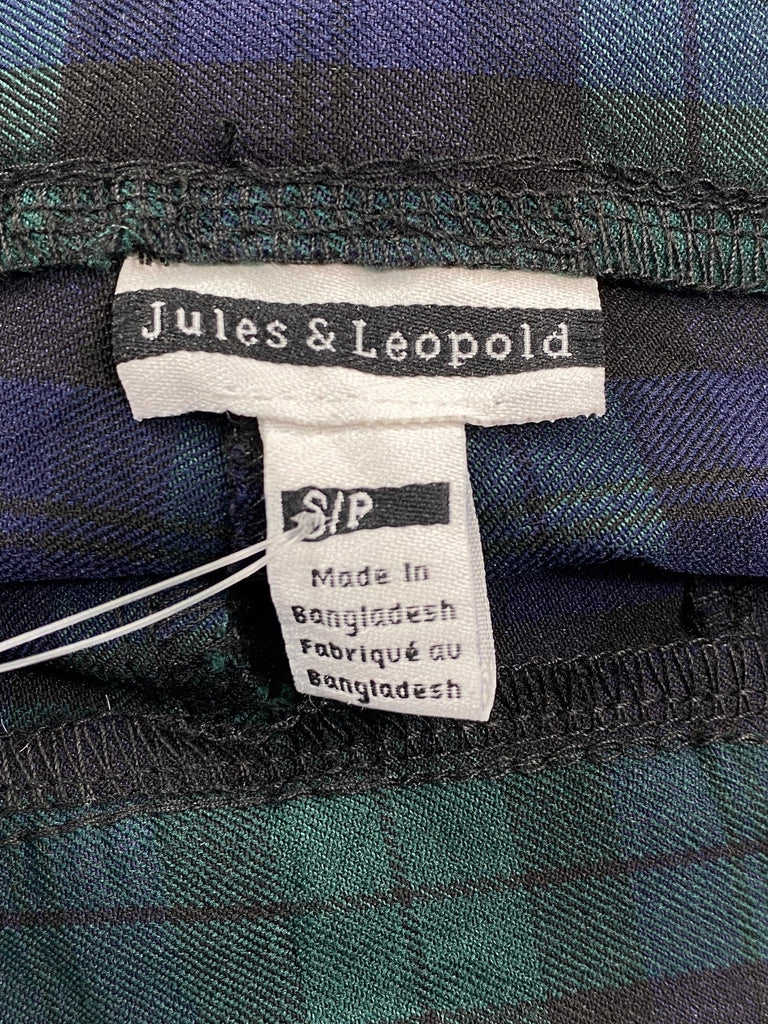 Jules & Leopold
S/P
Made In
Bangladesh
Fabriqué au
Bangladesh